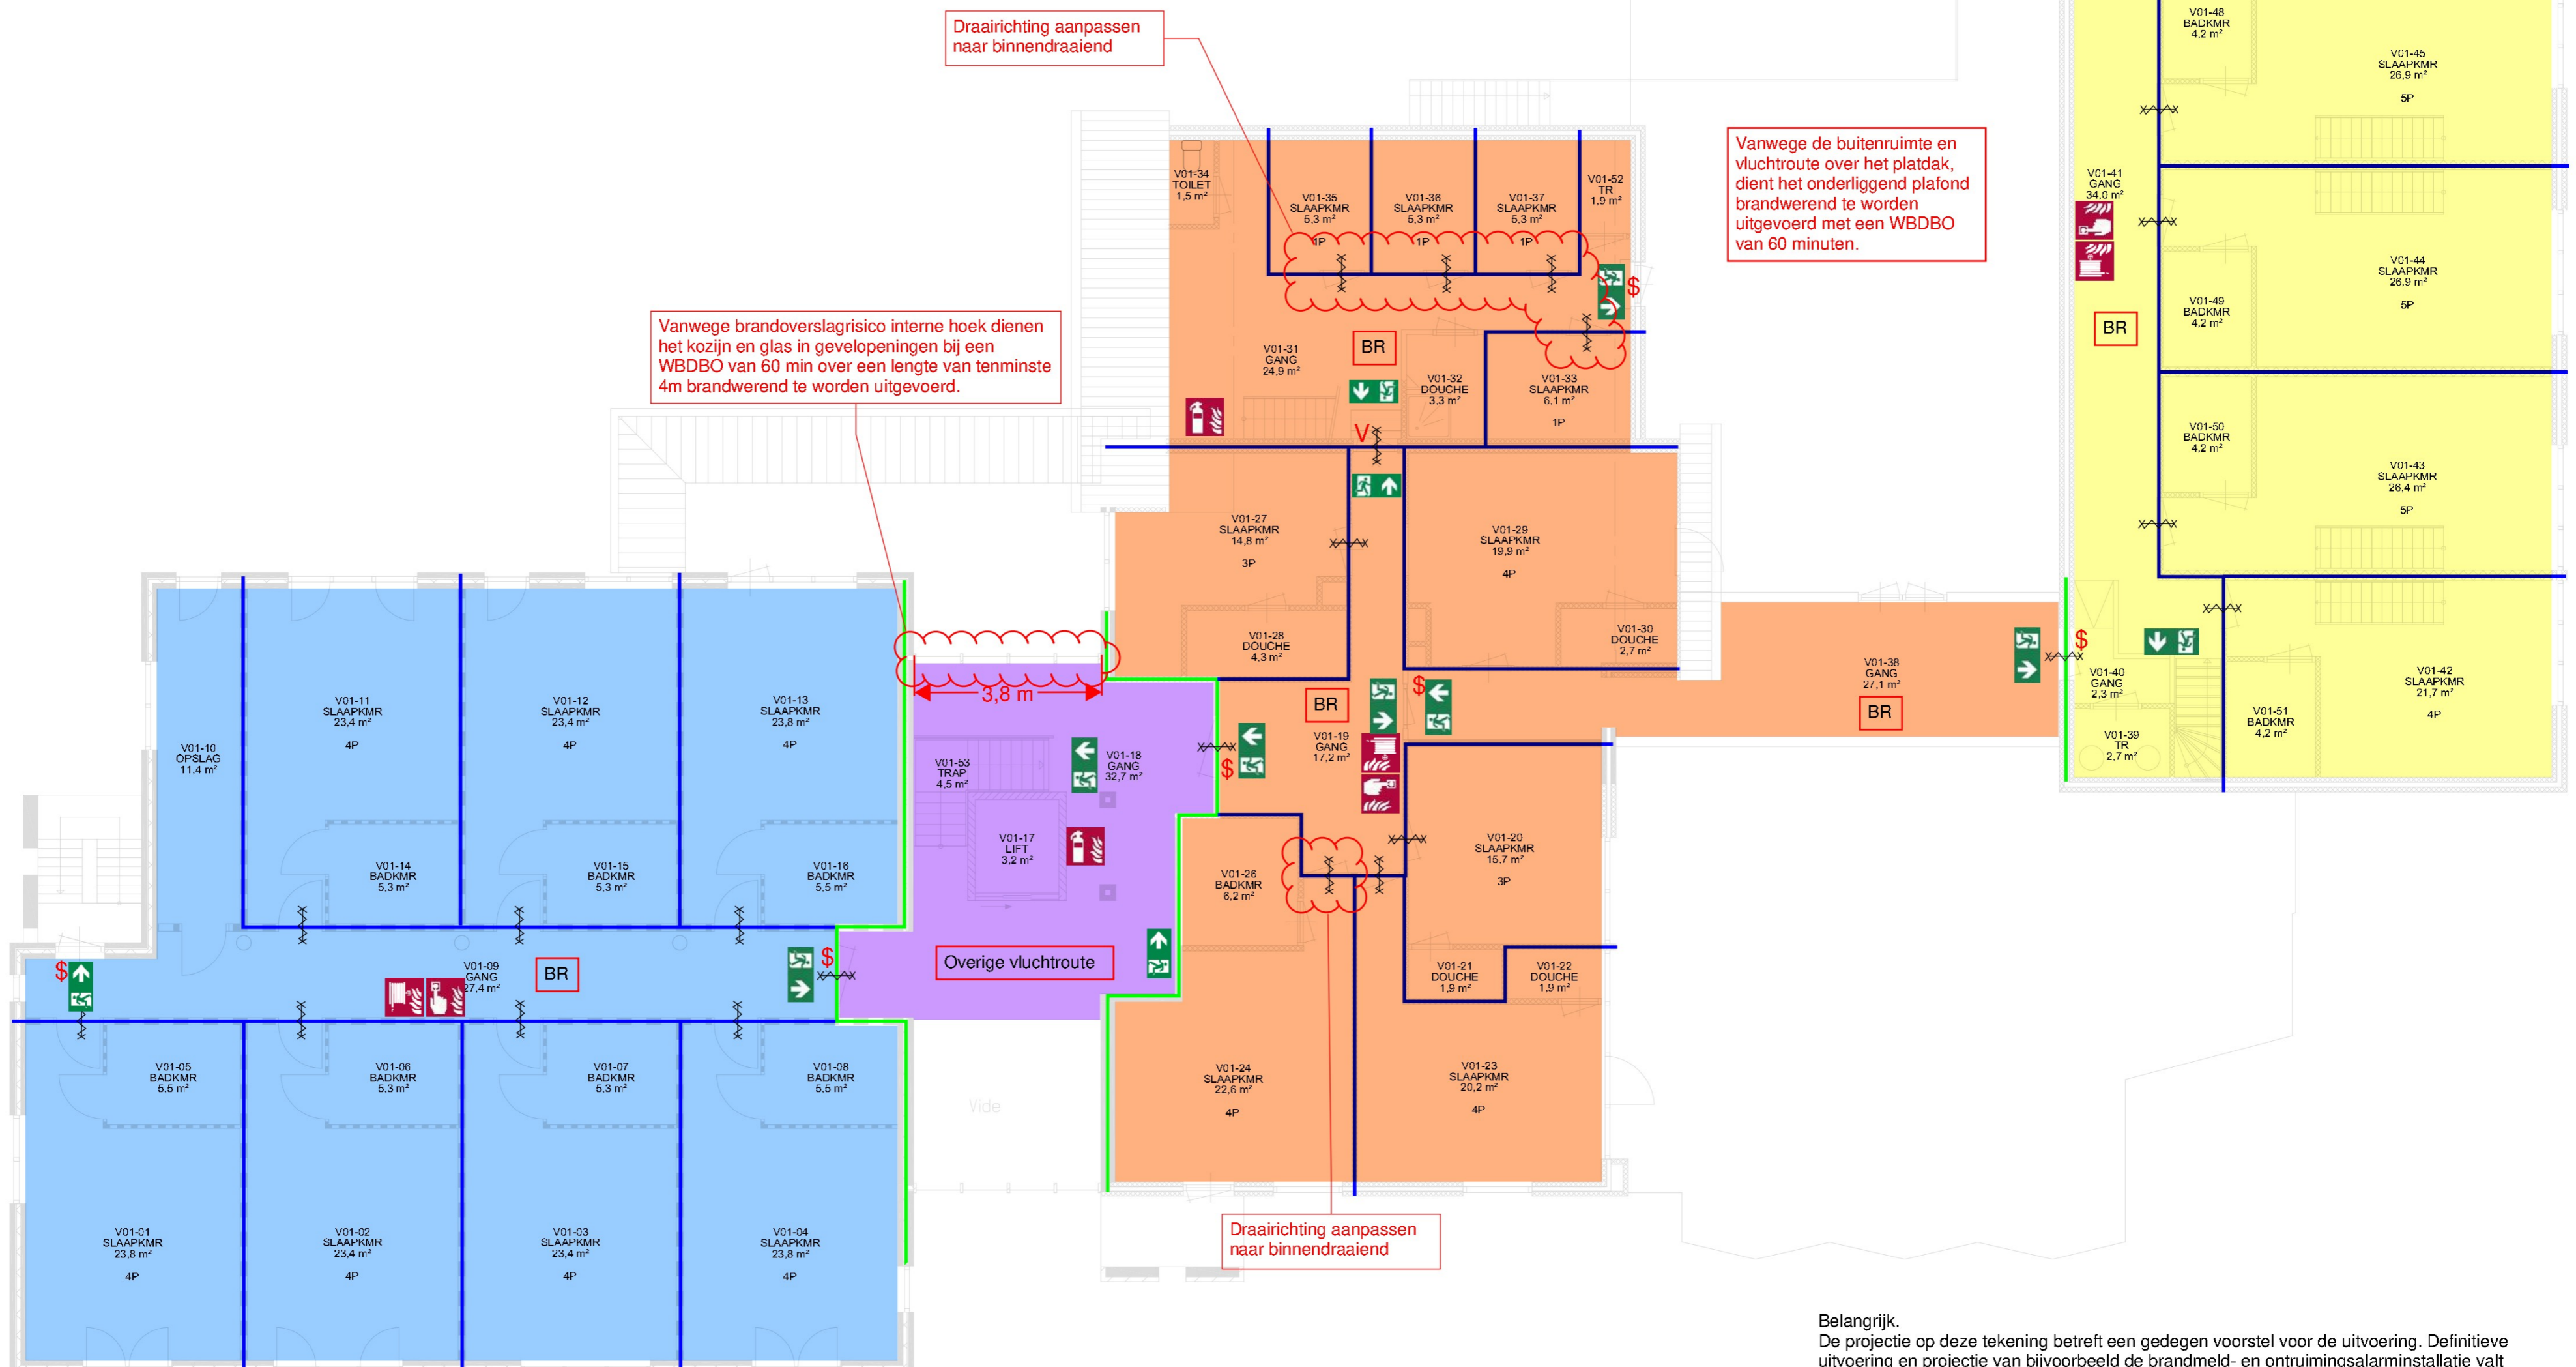 Draairichting aanpassen
naar binnendraaiend
V01-48
BADKMR
4,2 m²
V01-45
SLAAPKMR
26,9 m²
5P
Vanwege de buitenruimte en
vluchtroute over het platdak,
dient het onderliggend plafond
brandwerend te worden
uitgevoerd met een WBDBO
van 60 minuten.
V01-34
TOILET
1,5 m²
V01-35
SLAAPKMR
5,3 m²
1P
V01-36
SLAAPKMR
5,3 m²
1P
V01-37
SLAAPKMR
5,3 m²
1P
V01-52
TR
1,9 m²
$
V01-41
GANG
34,0 m²
BR
V01-44
SLAAPKMR
26,9 m²
5P
V01-49
BADKMR
4,2 m²
Vanwege brandoverslagrisico interne hoek dienen
het kozijn en glas in gevelopeningen bij een
WBDBO van 60 min over een lengte van tenminste
4m brandwerend te worden uitgevoerd.
V01-31
GANG
24,9 m²
BR
V01-32
DOUCHE
3,3 m²
V01-33
SLAAPKMR
6,1 m²
1P
V
V01-50
BADKMR
4,2 m²
V01-43
SLAAPKMR
26,4 m²
5P
V01-27
SLAAPKMR
14,8 m²
3P
V01-29
SLAAPKMR
19,9 m²
4P
V01-28
DOUCHE
4,3 m²
V01-30
DOUCHE
2,7 m²
V01-38
GANG
27,1 m²
BR
$
V01-40
GANG
2,3 m²
V01-39
TR
2,7 m²
V01-51
BADKMR
4,2 m²
V01-42
SLAAPKMR
21,7 m²
4P
3,8 m
BR
$
V01-19
GANG
17,2 m²
$
V01-10
OPSLAG
11,4 m²
V01-11
SLAAPKMR
23,4 m²
4P
V01-12
SLAAPKMR
23,4 m²
4P
V01-13
SLAAPKMR
23,8 m²
4P
V01-53
TRAP
4,5 m²
V01-18
GANG
32,7 m²
V01-17
LIFT
3,2 m²
V01-14
BADKMR
5,3 m²
V01-15
BADKMR
5,3 m²
V01-16
BADKMR
5,5 m²
V01-26
BADKMR
6,2 m²
V01-20
SLAAPKMR
15,7 m²
3P
$
V01-09
GANG
27,4 m²
BR
$
Overige vluchtroute
V01-21
DOUCHE
1,9 m²
V01-22
DOUCHE
1,9 m²
V01-05
BADKMR
5,5 m²
V01-06
BADKMR
5,3 m²
V01-07
BADKMR
5,3 m²
V01-08
BADKMR
5,5 m²
Vide
V01-24
SLAAPKMR
22,6 m²
4P
V01-23
SLAAPKMR
20,2 m²
4P
V01-01
SLAAPKMR
23,8 m²
4P
V01-02
SLAAPKMR
23,4 m²
4P
V01-03
SLAAPKMR
23,4 m²
4P
V01-04
SLAAPKMR
23,8 m²
4P
Draairichting aanpassen
naar binnendraaiend
Belangrijk.
De projectie op deze tekening betreft een gedegen voorstel voor de uitvoering. Definitieve
uitvoering en projectie van bijvoorbeeld de brandmeld- en ontruimingsalarminstallatie valt